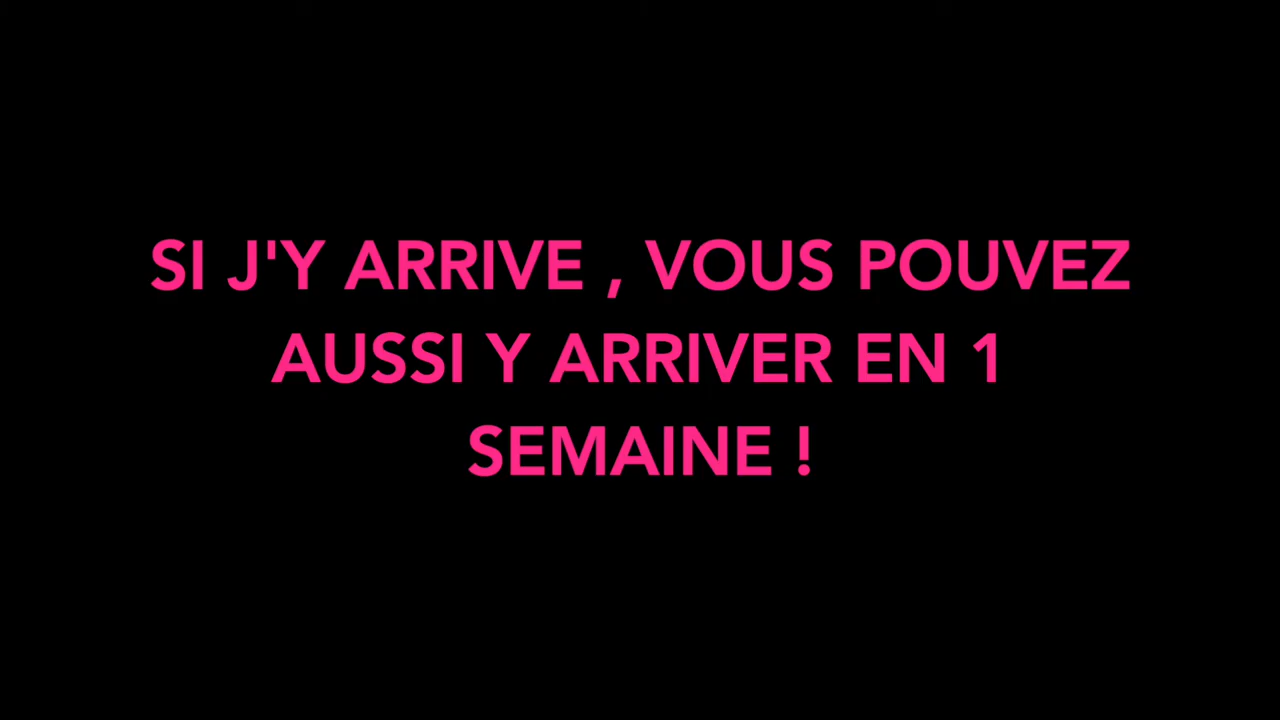 SI J'Y ARRIVE , VOUS POUVEZ
AUSSI Y ARRIVER EN 1
SEMAINE !